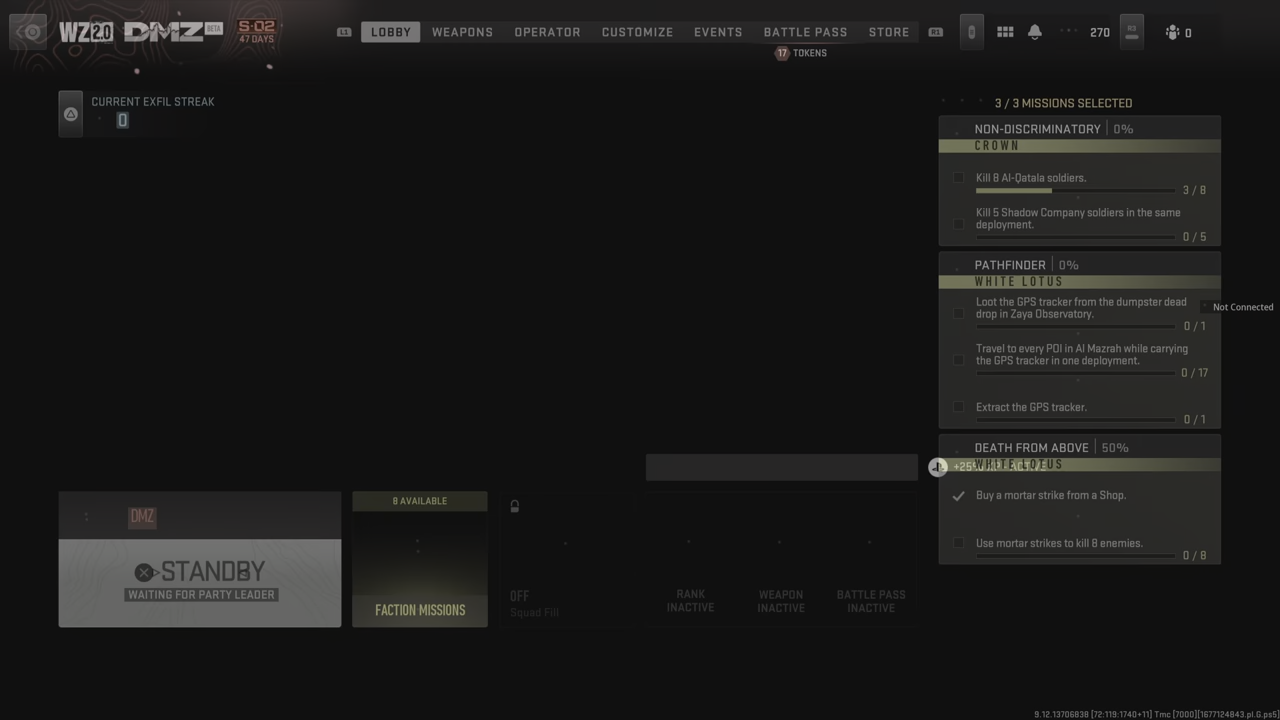 WZ2.0 DMZ BETA
S:02
47 DAYS
L1
LOBBY
WEAPONS
OPERATOR
CUSTOMIZE
EVENTS
BATTLE PASS
STORE
R1
270
R3
0
17 TOKENS
CURRENT EXFIL STREAK
0
3 / 3 MISSIONS SELECTED
NON-DISCRIMINATORY 0%
CROWN
Kill 8 Al-Qatala soldiers.
3 / 8
Kill 5 Shadow Company soldiers in the same
deployment.
0 / 5
PATHFINDER 0%
WHITE LOTUS
Loot the GPS tracker from the dumpster dead
drop in Zaya Observatory.
0 / 1
Not Connected
Travel to every POI in Al Mazrah while carrying
the GPS tracker in one deployment.
0 / 17
Extract the GPS tracker.
0 / 1
DEATH FROM ABOVE 50%
WHITE LOTUS
Buy a mortar strike from a Shop.
Use mortar strikes to kill 8 enemies.
0 / 8
DMZ
STANDBY
WAITING FOR PARTY LEADER
8 AVAILABLE
FACTION MISSIONS
OFF
Squad Fill
RANK
INACTIVE
WEAPON
INACTIVE
BATTLE PASS
INACTIVE
9.12.13706838 [72:119:1740+11] Tmc [7000][1677124843.pl.G.ps5]